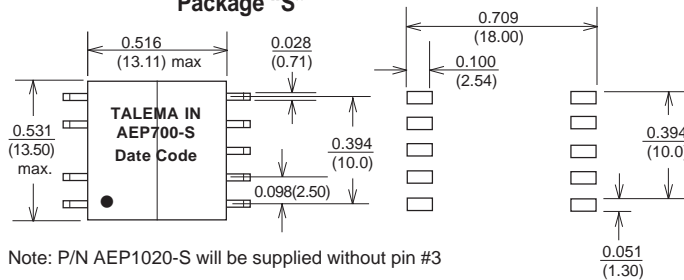 Package "S"
0.516
(13.11) max
0.028
(0.71)
0.709
(18.00)
0.100
(2.54)
TALEMA IN
AEP700-S
Date Code
0.531
(13.50)
max.
0.394
(10.0)
0.098(2.50)
0.394
(10.0)
0.051
(1.30)
Note: P/N AEP1020-S will be supplied without pin #3